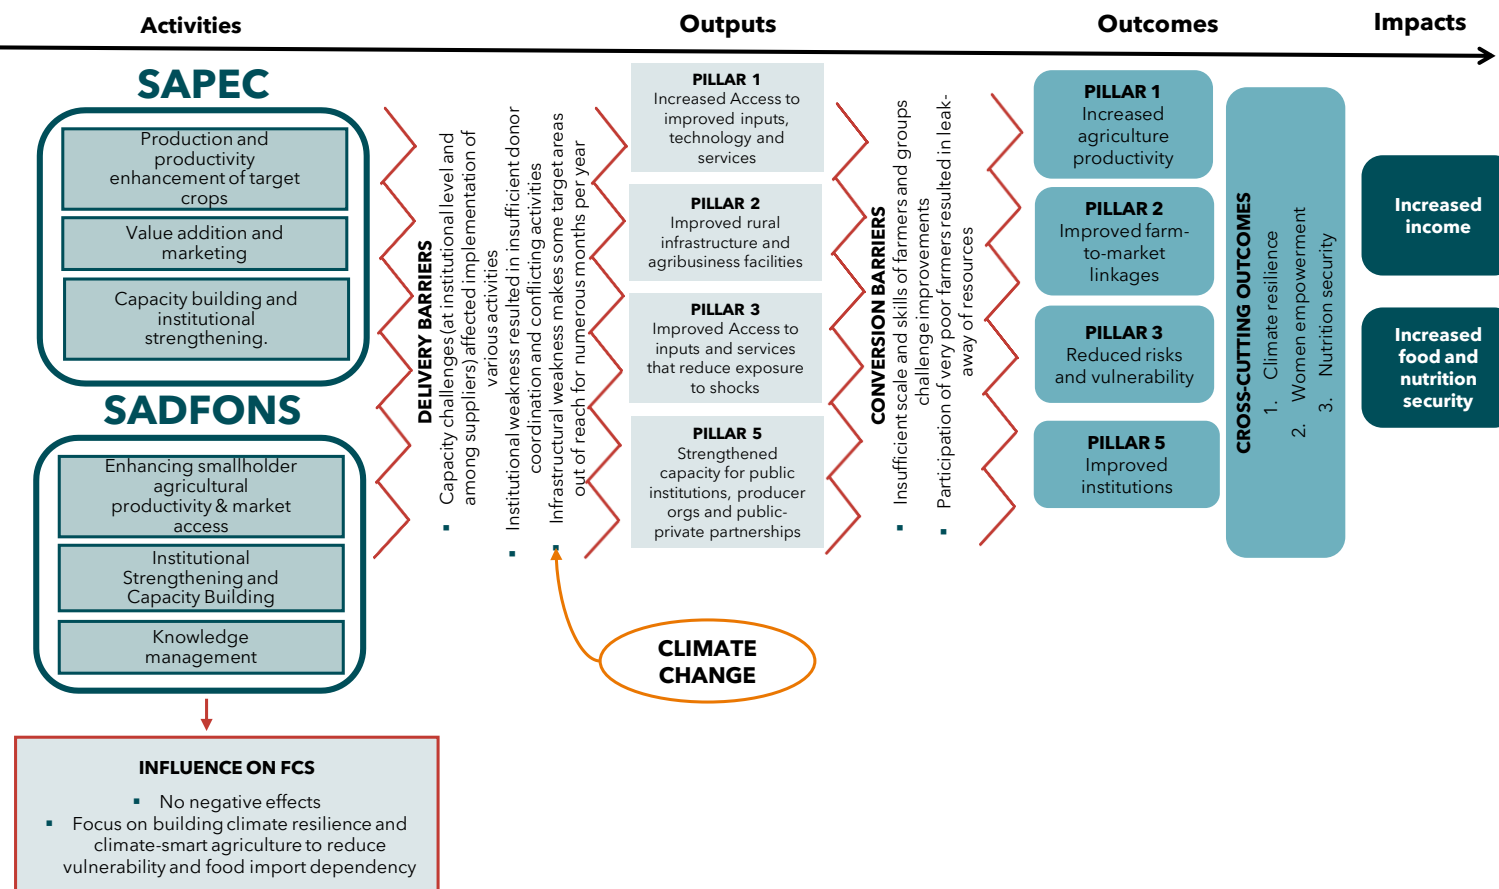 Activities
Outputs
Outcomes
Impacts
SAPEC
Production and
productivity
enhancement of target
crops
Value addition and
marketing
Capacity building and
institutional
strengthening.
SADFONS
Enhancing smallholder
agricultural
productivity & market
access
Institutional
Strengthening and
Capacity Building
Knowledge
management
INFLUENCE ON FCS
▪ No negative effects
▪ Focus on building climate resilience and
climate-smart agriculture to reduce
vulnerability and food import dependency
DELIVERY BARRIERS
▪ Capacity challenges (at institutional level and
among suppliers) affected implementation of
various activities
▪ Institutional weakness resulted in insufficient donor
coordination and conflicting activities
▪ Infrastructural weakness makes some target areas
out of reach for numerous months per year
PILLAR 1
Increased Access to
improved inputs,
technology and
services
PILLAR 2
Improved rural
infrastructure and
agribusiness facilities
PILLAR 3
Improved Access to
inputs and services
that reduce exposure
to shocks
PILLAR 5
Strengthened
capacity for public
institutions, producer
orgs and public-
private partnerships
CLIMATE
CHANGE
CONVERSION BARRIERS
▪ Insufficient scale and skills of farmers and groups
challenge improvements
▪ Participation of very poor farmers resulted in leak-
away of resources
PILLAR 1
Increased
agriculture
productivity
PILLAR 2
Improved farm-
to-market
linkages
PILLAR 3
Reduced risks
and vulnerability
PILLAR 5
Improved
institutions
CROSS-CUTTING OUTCOMES
1. Climate resilience
2. Women empowerment
3. Nutrition security
Increased
income
Increased
food and
nutrition
security